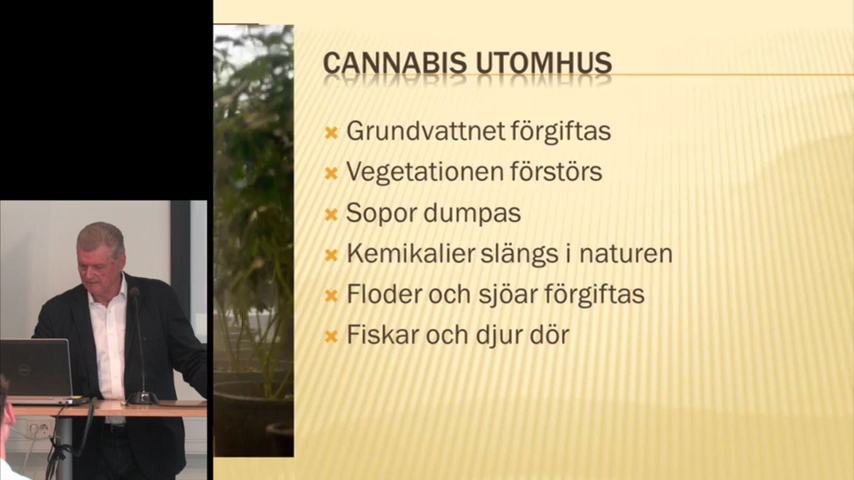 CANNABIS UTOMHUS
Grundvattnet förgiftas
Vegetationen förstörs
Sopor dumpas
Kemikalier slängs i naturen
Floder och sjöar förgiftas
Fiskar och djur dör